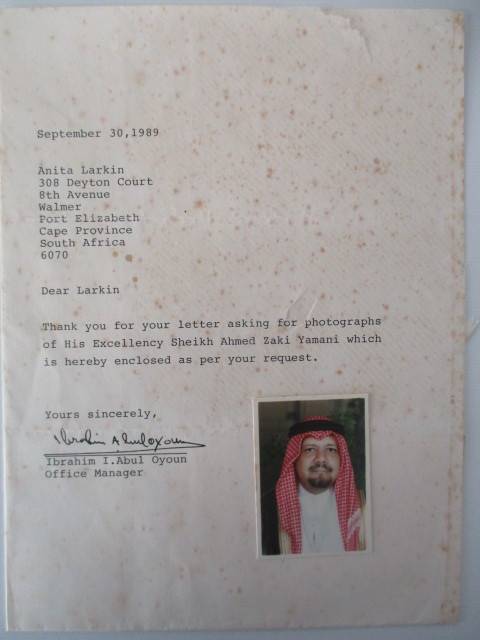 September 30,1989
Anita Larkin
308 Deyton Court
8th Avenue
Walmer
Port Elizabeth
Cape Province
South Africa
6070
Dear Larkin
Thank you for your letter asking for photographs
of His Excellency Sheikh Ahmed Zaki Yamani which
is hereby enclosed as per your request.
Yours sincerely,
Ibrahim Abuloyoun
Ibrahim I.Abul Oyoun
Office Manager